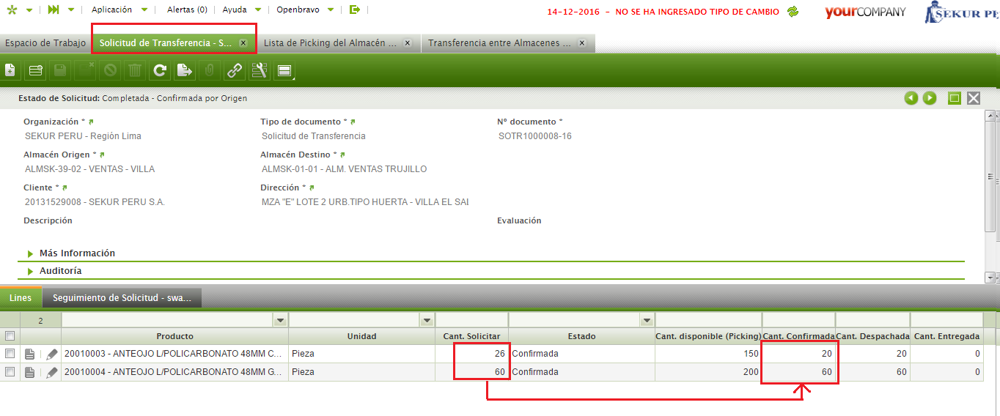 Aplicación Alertas (0) Ayuda Openbravo 14-12-2016 - NO SE HA INGRESADO TIPO DE CAMBIO yourCOMPANY SEKUR PE
Espacio de Trabajo Solicitud de Transferencia - S... Lista de Picking del Almacén ... Transferencia entre Almacenes ...
Estado de Solicitud: Completada - Confirmada por Origen
Organización * Tipo de documento * Nº documento *
SEKUR PERU - Región Lima Solicitud de Transferencia SOTR1000008-16
Almacén Origen * Almacén Destino *
ALMSK-39-02 - VENTAS - VILLA ALMSK-01-01 - ALM. VENTAS TRUJILLO
Cliente * Dirección *
20131529008 - SEKUR PERU S.A. MZA "E" LOTE 2 URB.TIPO HUERTA - VILLA EL SAL
Descripción Evaluación
Más Información
Auditoría
Lines Seguimiento de Solicitud - swa...
2
Producto Unidad Cant. Solicitar Estado Cant. disponible (Picking) Cant. Confirmada Cant. Despachada Cant. Entregada
20010003 - ANTEOJO L/POLICARBONATO 48MM C... Pieza 26 Confirmada 150 20 20 0
20010004 - ANTEOJO L/POLICARBONATO 48MM G... Pieza 60 Confirmada 200 60 60 0